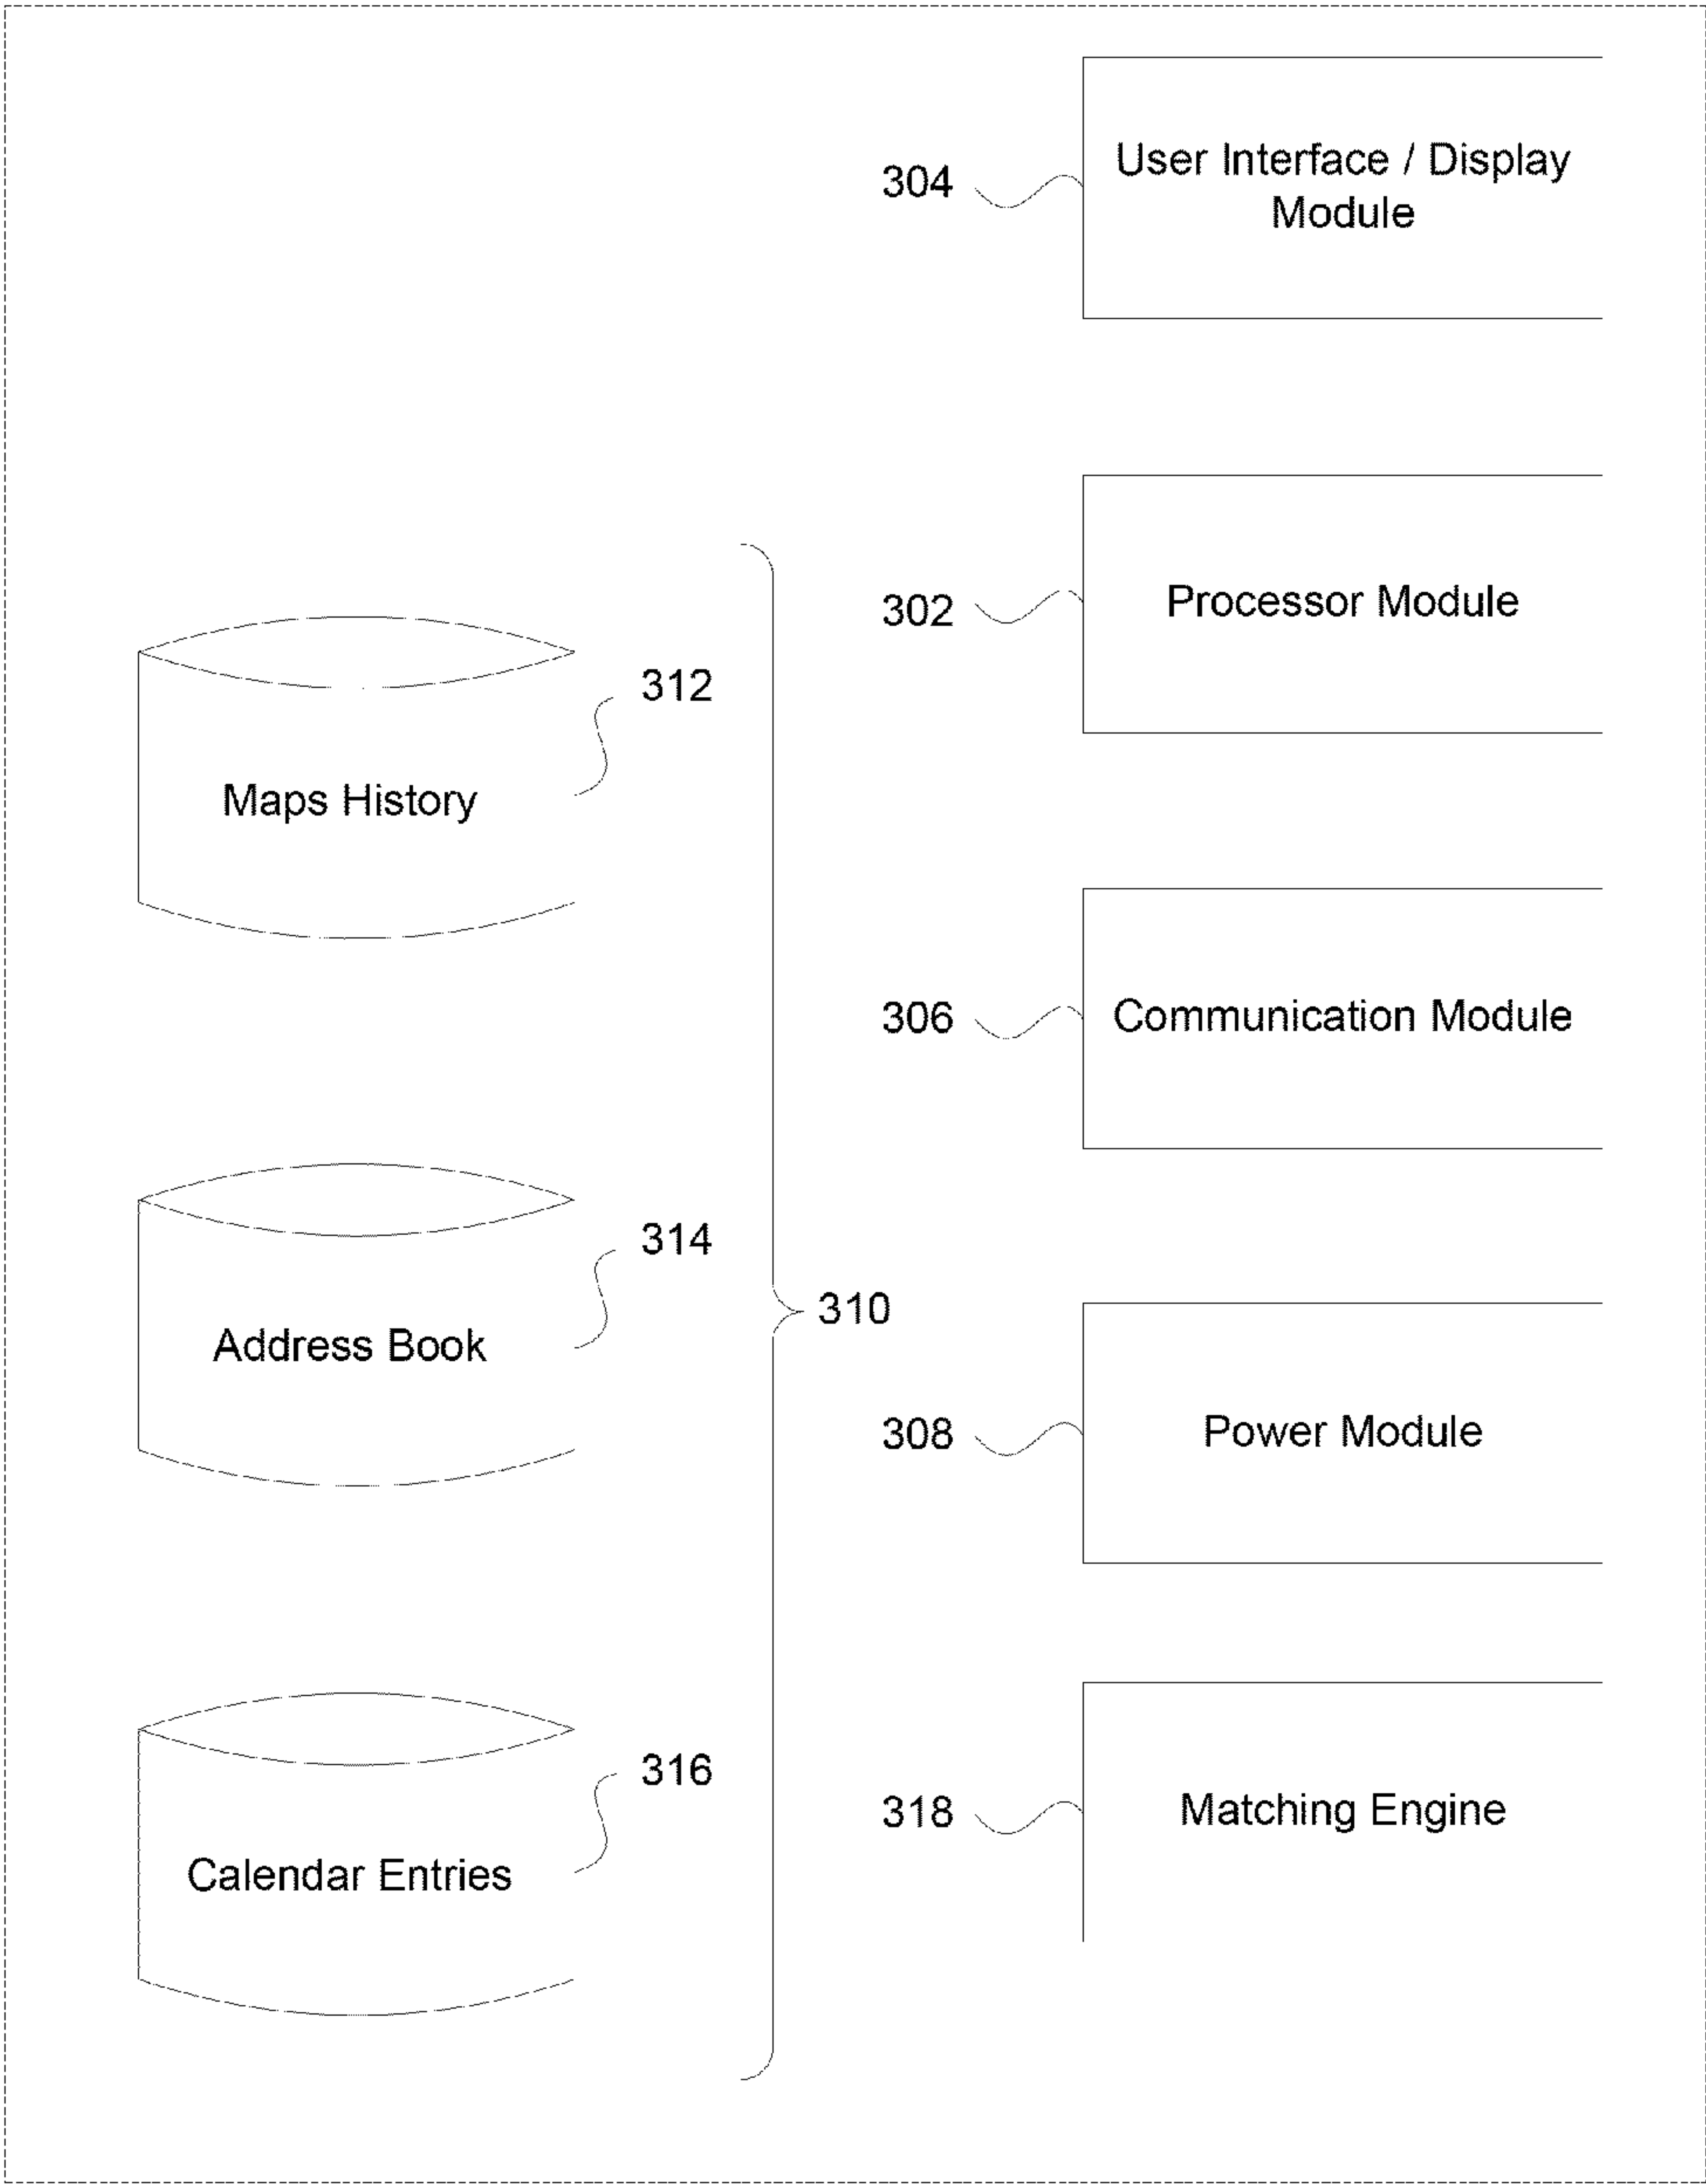 304
User Interface / Display
Module
302
Processor Module
312
Maps History
306
Communication Module
314
Address Book
310
308
Power Module
316
Calendar Entries
318
Matching Engine